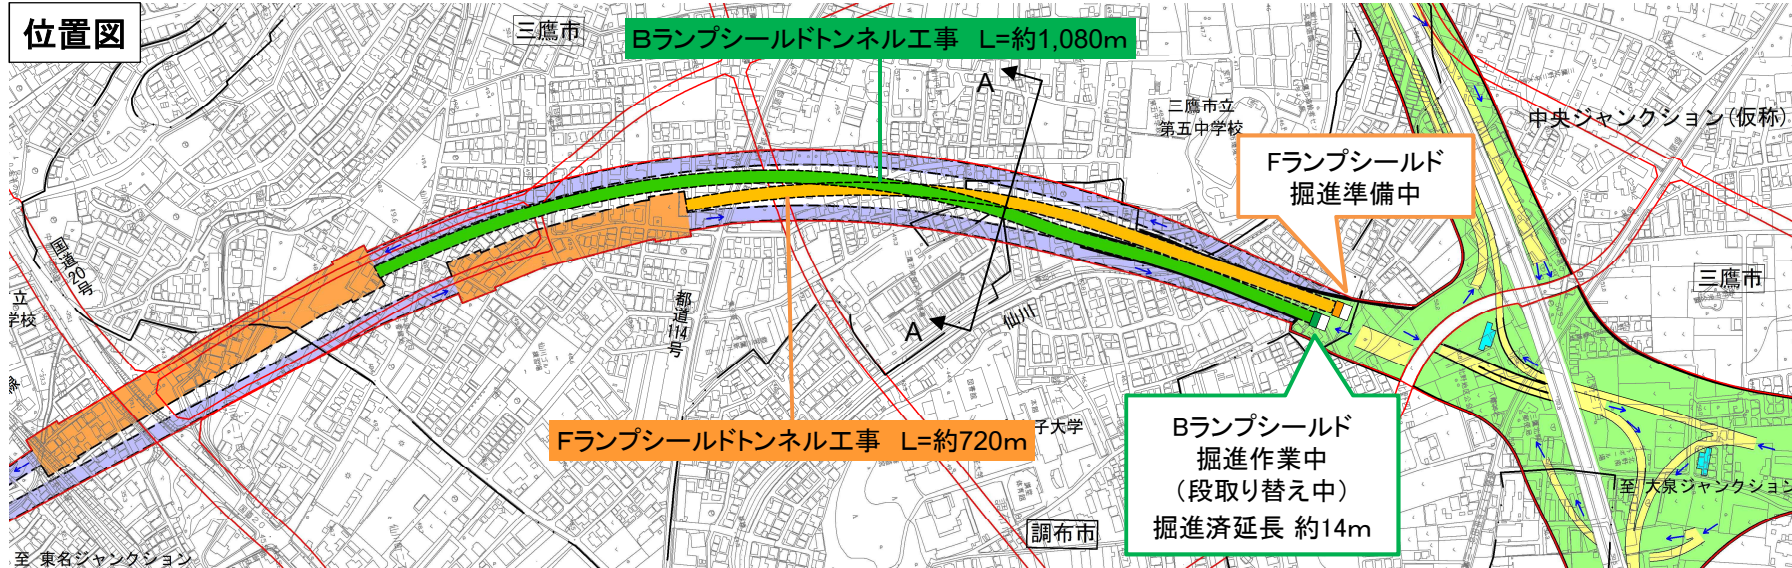 位置図
三鷹市
Bランプシールドトンネル工事 L=約1,080m
A
三鷹市立
第五中学校
中央ジャンクション(仮称)
Fランプシールド
掘進準備中
三鷹市
国道20号
立
学校
都道114号
A
仙川
Fランプシールドトンネル工事 L=約720m
子大学
Bランプシールド
掘進作業中
(段取り替え中)
掘進済延長 約14m
至 大泉ジャンクション
調布市
至 東名ジャンクション